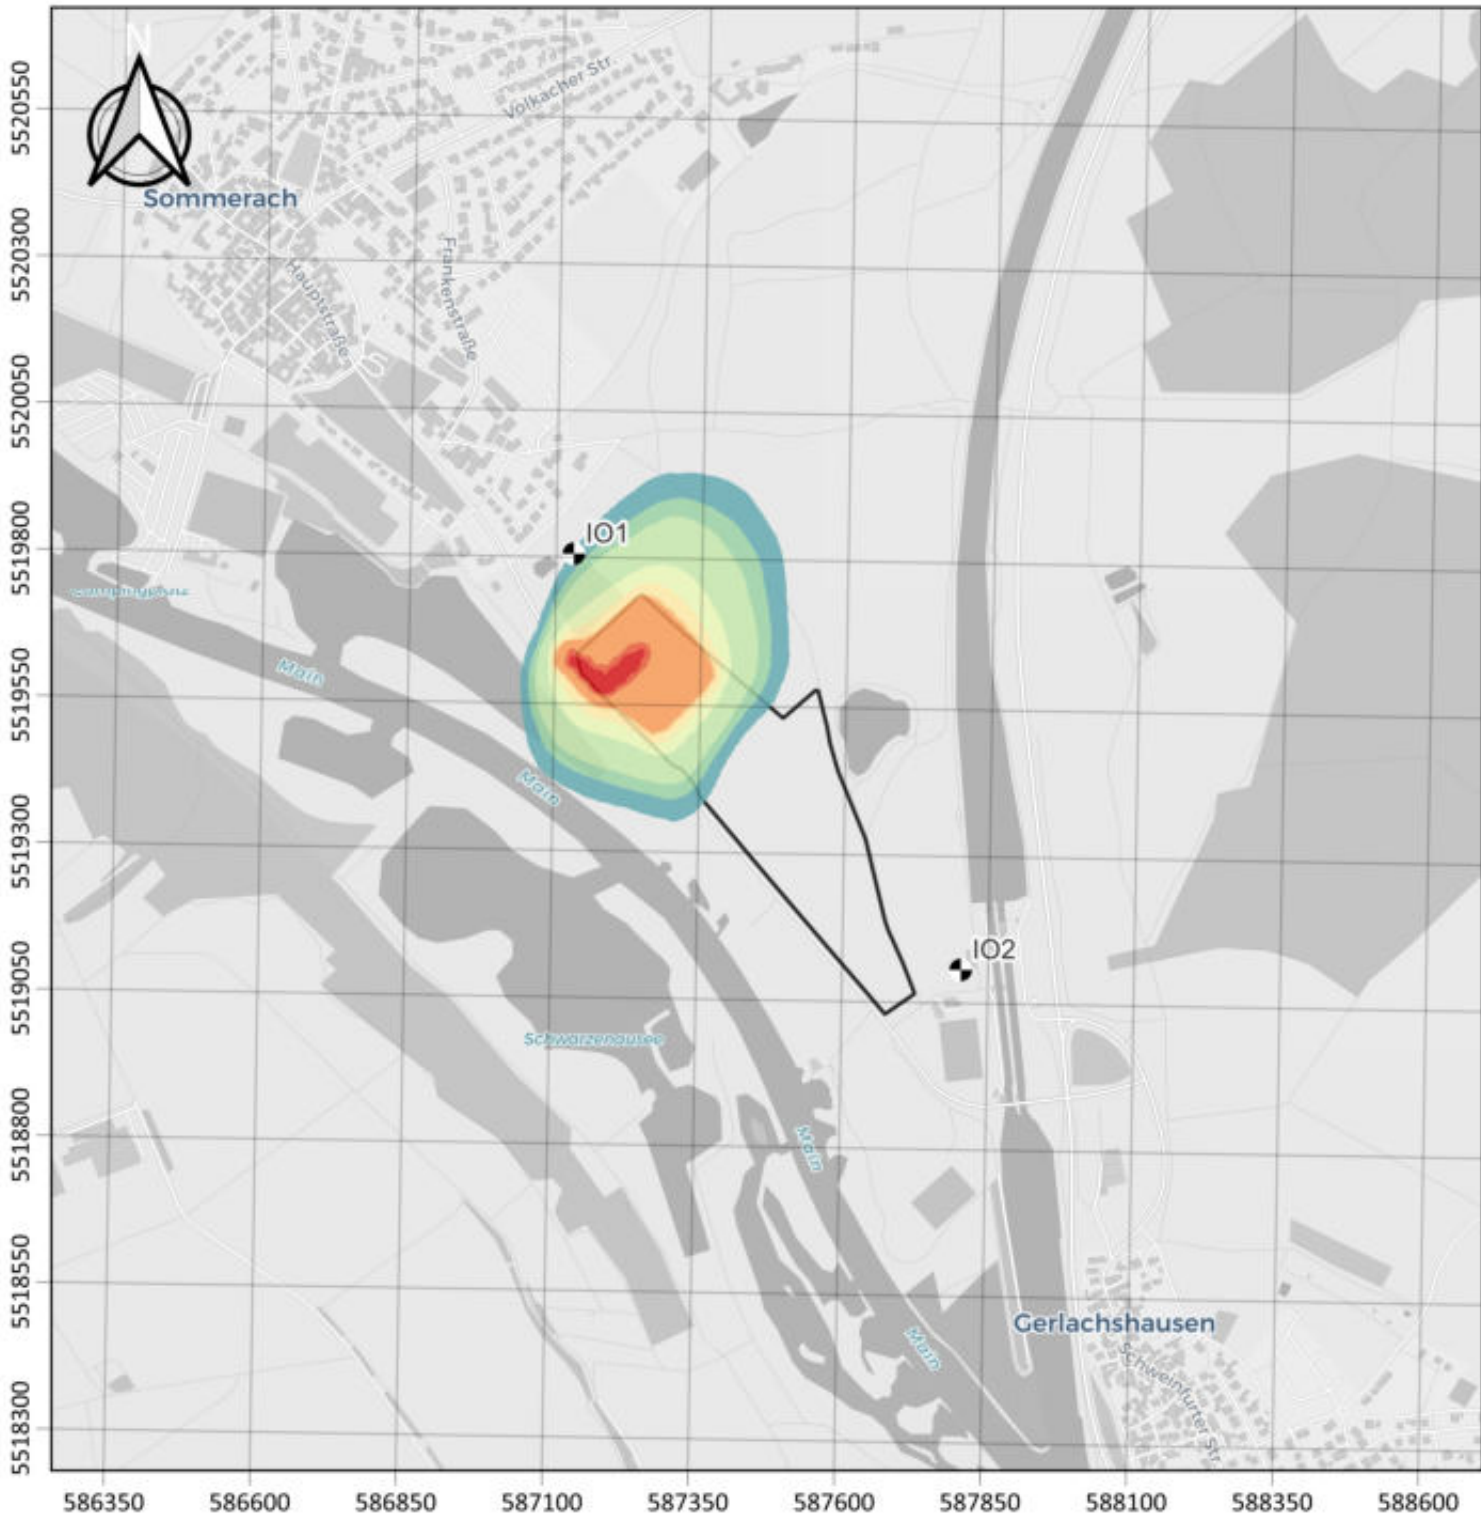 N
Volkacher Str
Sommerach
Frankenstraße
Hauptstraße
IO1
Campingplatz
Main
Main
IO2
Schwarzenausee
Main
Gerlachshausen
Main
Schweinfurter Str
5520550
5520300
5520050
5519800
5519550
5519300
5519050
5518800
5518550
5518300
586350 586600 586850 587100 587350 587600 587850 588100 588350 588600